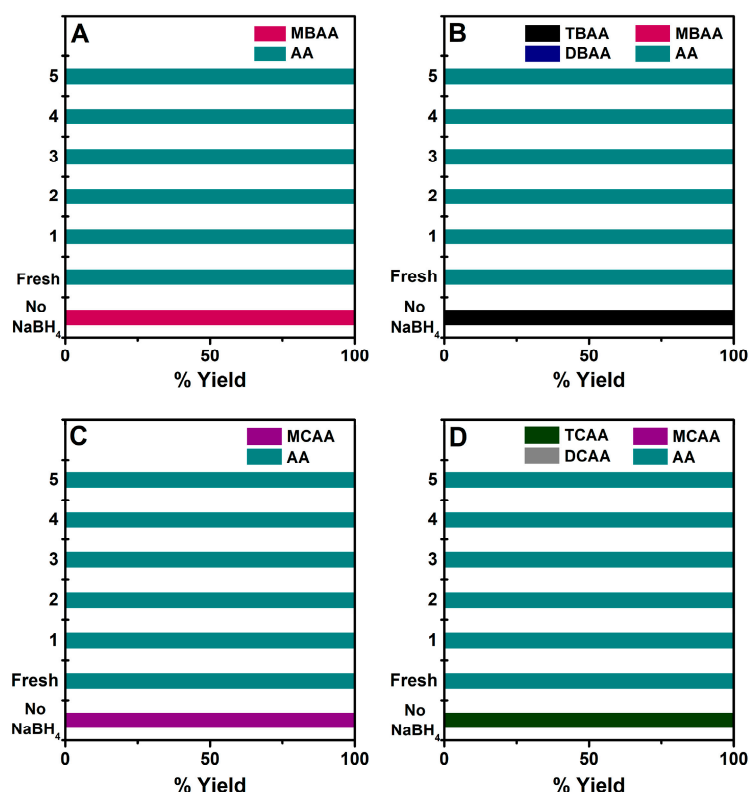 A
MBAA
AA
5
4
3
2
1
Fresh
No
NaBH4
0
50
100
% Yield
B
TBAA MBAA
DBAA AA
5
4
3
2
1
Fresh
No
NaBH4
0
50
100
% Yield
C
MCAA
AA
5
4
3
2
1
Fresh
No
NaBH4
0
50
100
% Yield
D
TCAA MCAA
DCAA AA
5
4
3
2
1
Fresh
No
NaBH4
0
50
100
% Yield